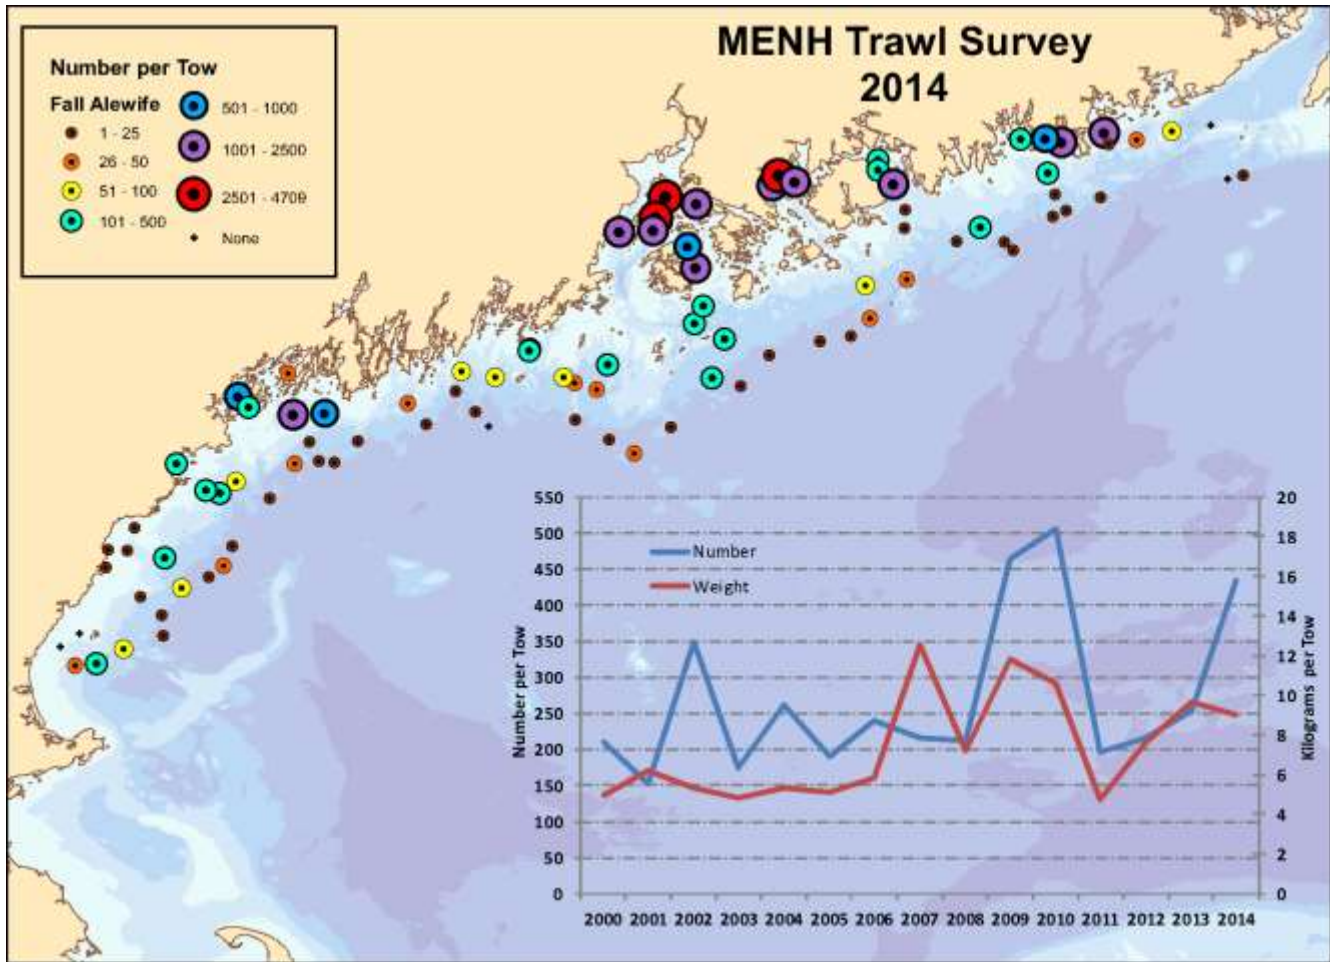 MENH Trawl Survey
2014
Number per Tow
Fall Alewife
1 - 25
26 - 50
51 - 100
101 - 500
501 - 1000
1001 - 2500
2501 - 4709
None
Number
Weight
Number per Tow
550
500
450
400
350
300
250
200
150
100
50
0
Kilograms per Tow
20
18
16
14
12
10
8
6
4
2
0
2000 2001 2002 2003 2004 2005 2006 2007 2008 2009 2010 2011 2012 2013 2014